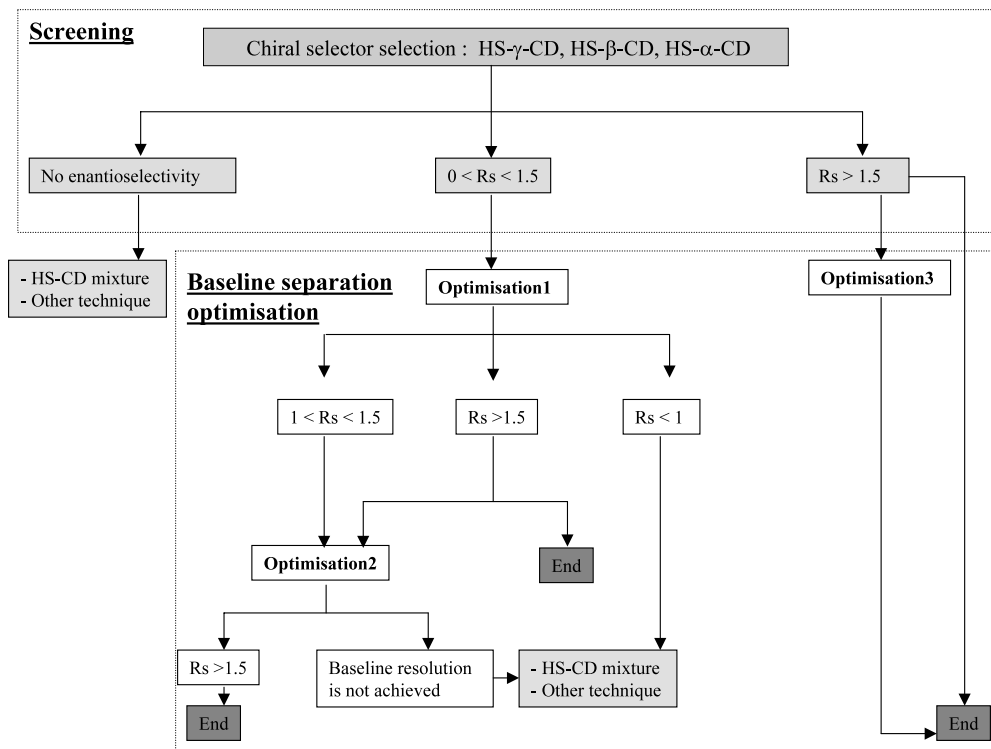 Screening
Chiral selector selection : HS-γ-CD, HS-β-CD, HS-α-CD
No enantioselectivity
0 < Rs < 1.5
Rs > 1.5
- HS-CD mixture
- Other technique
Baseline separation
optimisation
Optimisation1
Optimisation3
1 < Rs < 1.5
Rs >1.5
Rs < 1
Optimisation2
End
Rs >1.5
Baseline resolution
is not achieved
- HS-CD mixture
- Other technique
End
End